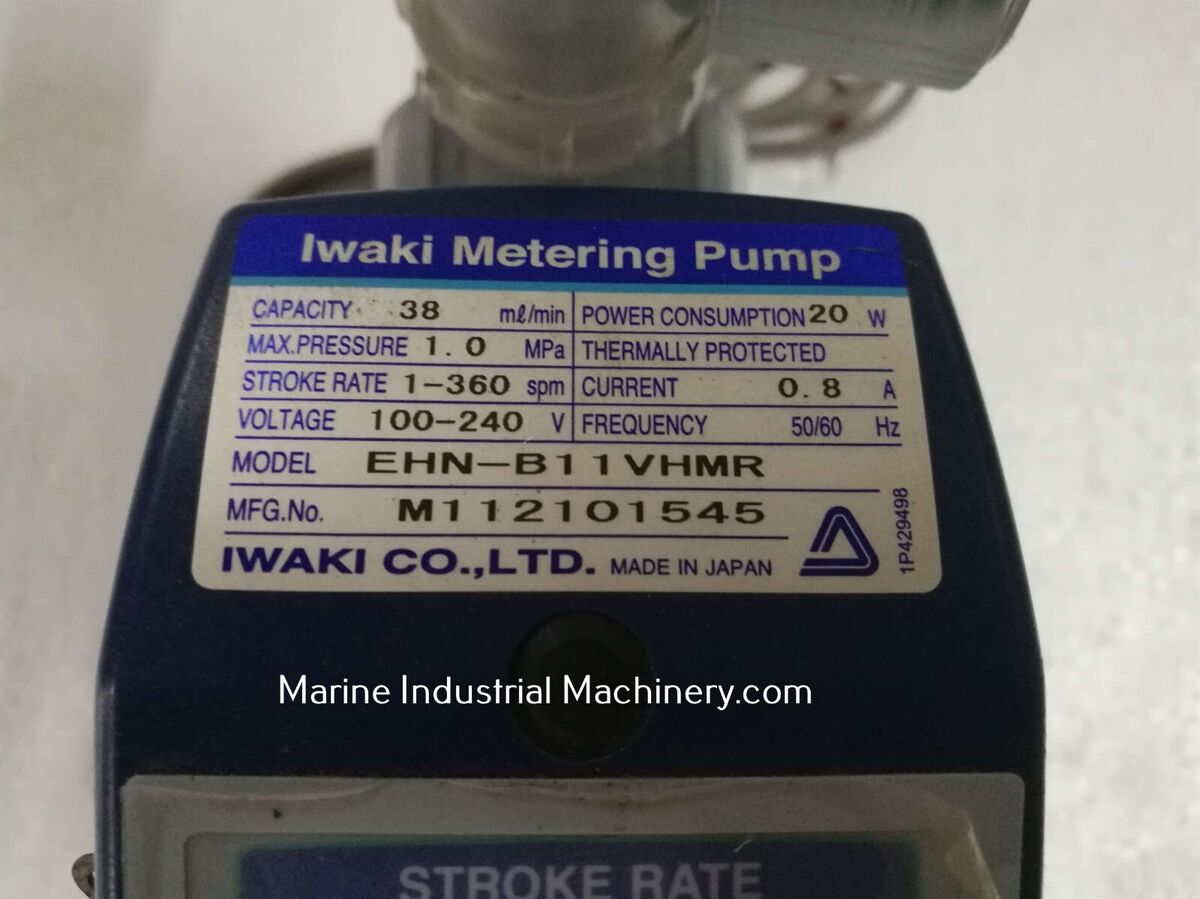 Iwaki Metering Pump
CAPACITY 38 mℓ/min POWER CONSUMPTION 20 W
MAX.PRESSURE 1.0 MPa THERMALLY PROTECTED
STROKE RATE 1-360 spm CURRENT 0.8 A
VOLTAGE 100-240 V FREQUENCY 50/60 Hz
MODEL EHN-B11VHMR
MFG.No. M112101545
IWAKI CO.,LTD. MADE IN JAPAN
1P429498
Marine Industrial Machinery.com
STROKE RATE